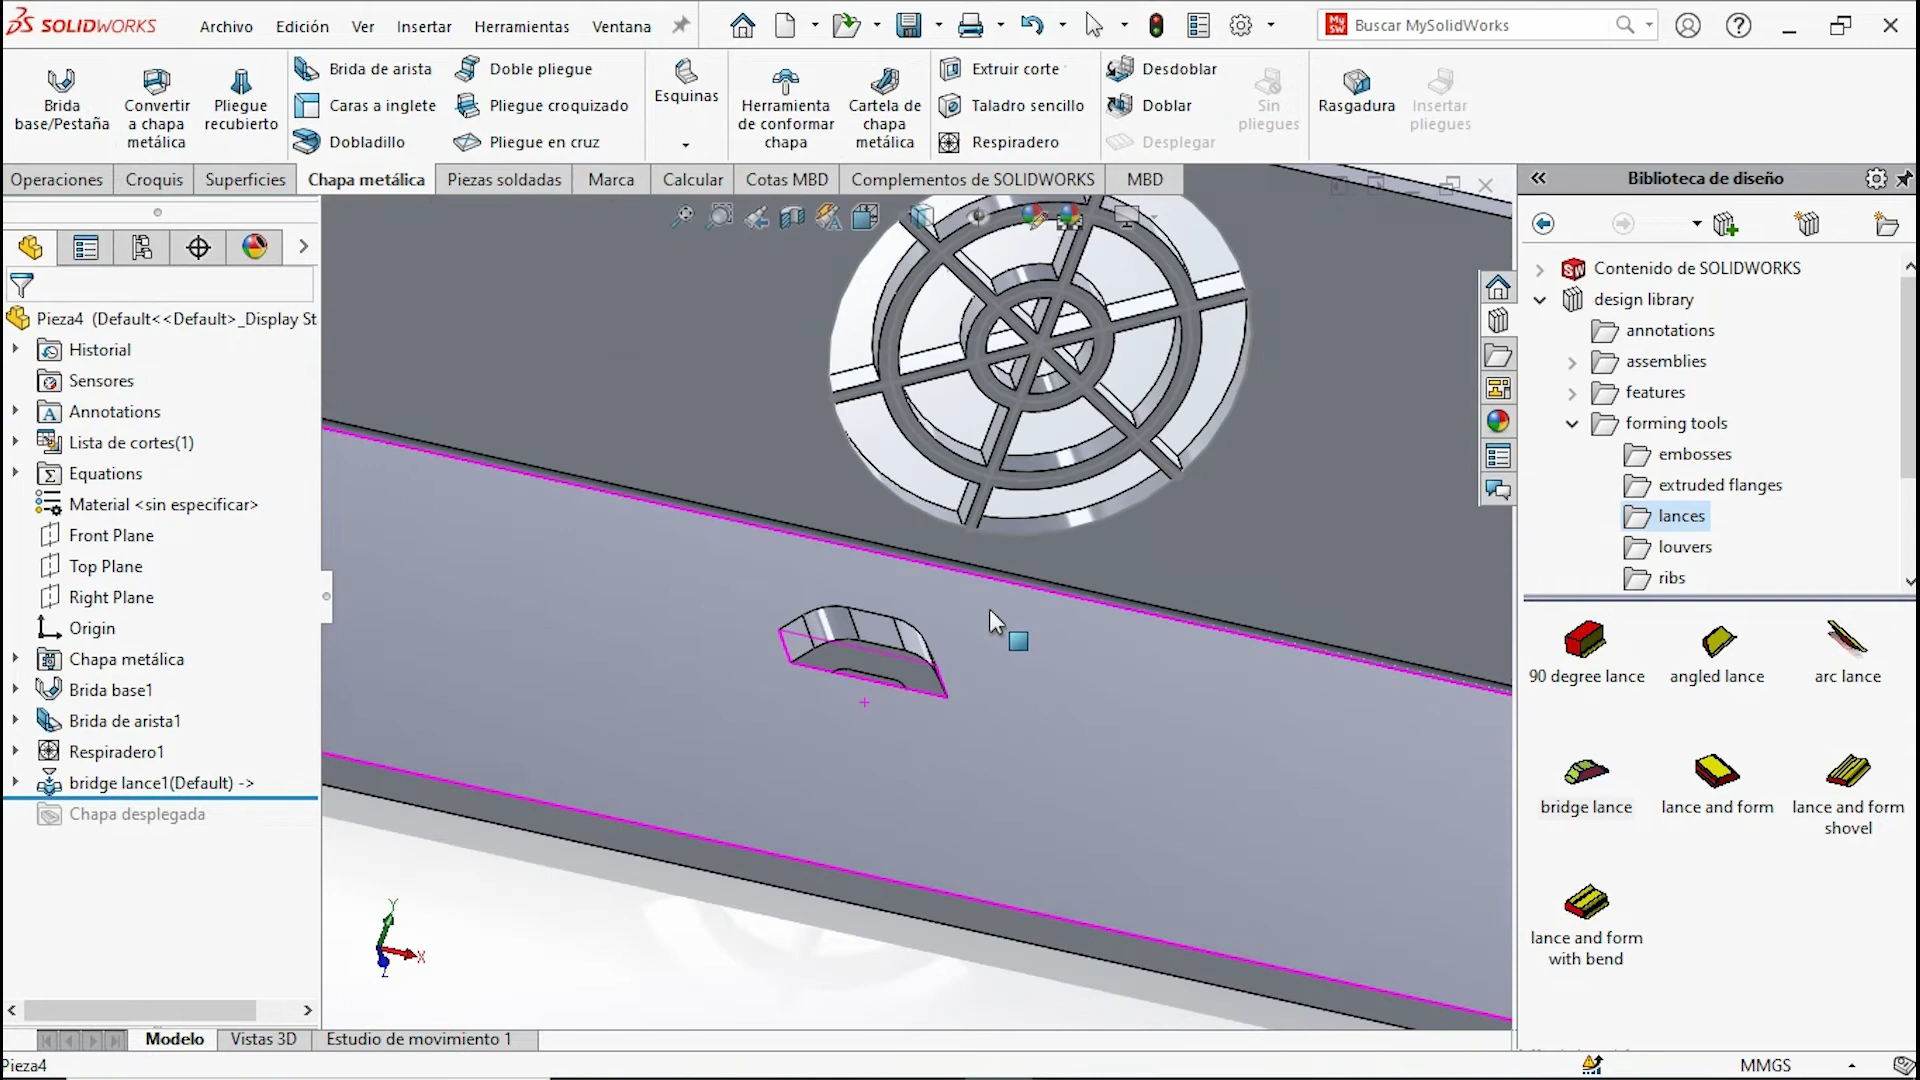 SOLIDWORKS
Archivo Edición Ver Insertar Herramientas Ventana
Buscar MySolidWorks
Brida base/Pestaña
Convertir a chapa metálica
Pliegue recubierto
Brida de arista
Caras a inglete
Dobladillo
Doble pliegue
Pliegue croquizado
Pliegue en cruz
Esquinas
Herramienta de conformar chapa
Cartela de chapa metálica
Extruir corte
Taladro sencillo
Respiradero
Desdoblar
Doblar
Desplegar
Sin pliegues
Rasgadura
Insertar pliegues
Operaciones Croquis Superficies Chapa metálica Piezas soldadas Marca Calcular Cotas MBD Complementos de SOLIDWORKS MBD
Biblioteca de diseño
Pieza4 (Default<<Default>_Display St
Historial
Sensores
Annotations
Lista de cortes(1)
Equations
Material <sin especificar>
Front Plane
Top Plane
Right Plane
Origin
Chapa metálica
Brida base1
Brida de arista1
Respiradero1
bridge lance1(Default) ->
Chapa desplegada
Y
X
Z
Contenido de SOLIDWORKS
design library
annotations
assemblies
features
forming tools
embosses
extruded flanges
lances
louvers
ribs
90 degree lance
angled lance
arc lance
bridge lance
lance and form
lance and form shovel
lance and form with bend
Modelo Vistas 3D Estudio de movimiento 1
Pieza4
MMGS